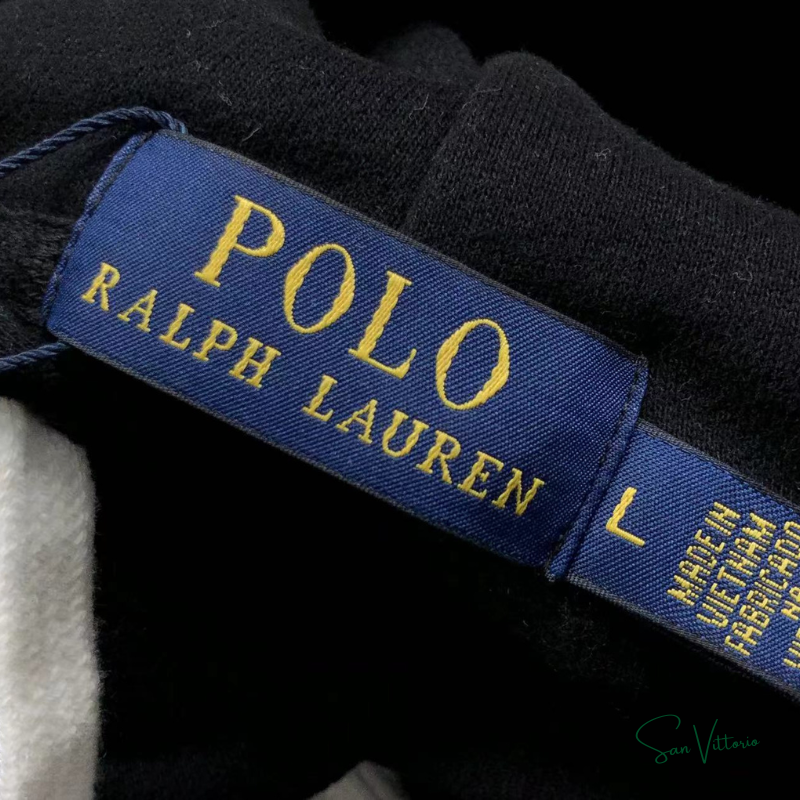 POLO
RALPH LAUREN
L
MADE IN
VIETNAM
FABRICADO
San Vittorio